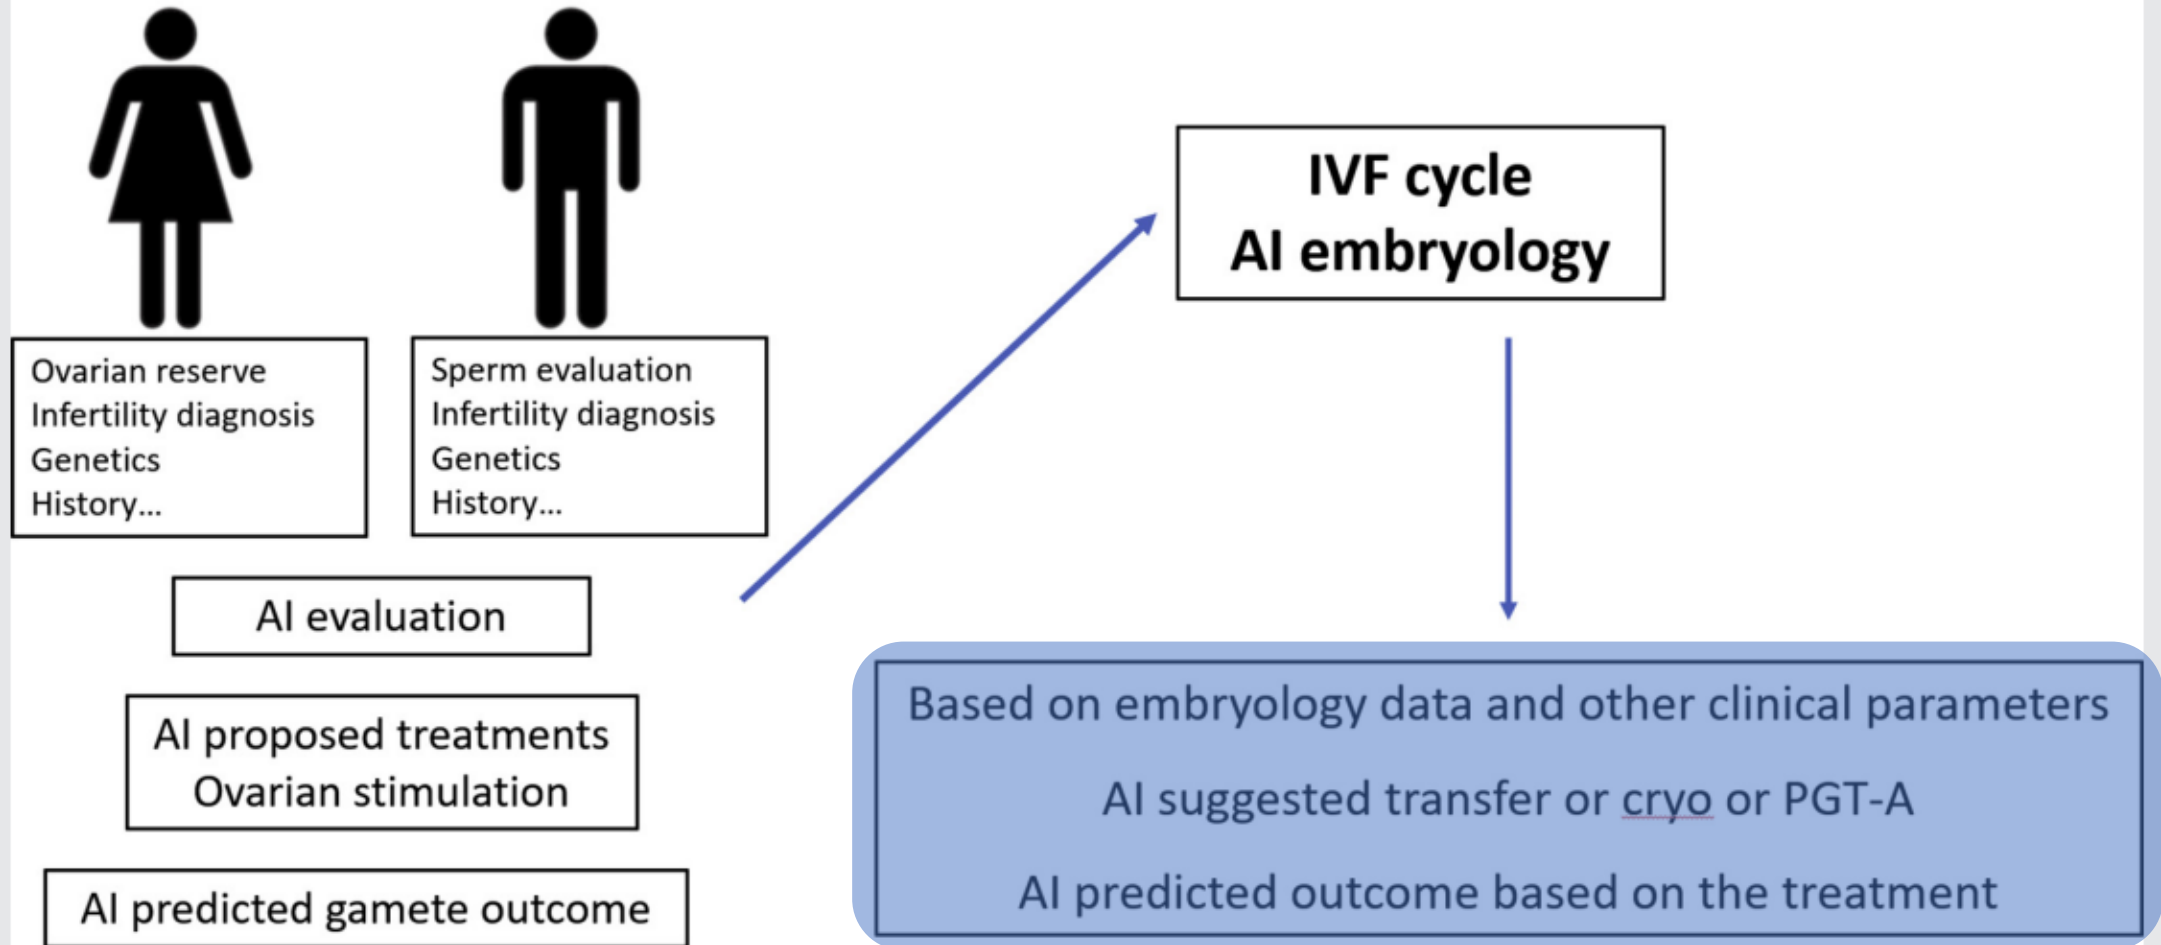 Ovarian reserve
Infertility diagnosis
Genetics
History...
Sperm evaluation
Infertility diagnosis
Genetics
History...
AI evaluation
AI proposed treatments
Ovarian stimulation
AI predicted gamete outcome
IVF cycle
AI embryology
Based on embryology data and other clinical parameters
AI suggested transfer or cryo or PGT-A
AI predicted outcome based on the treatment